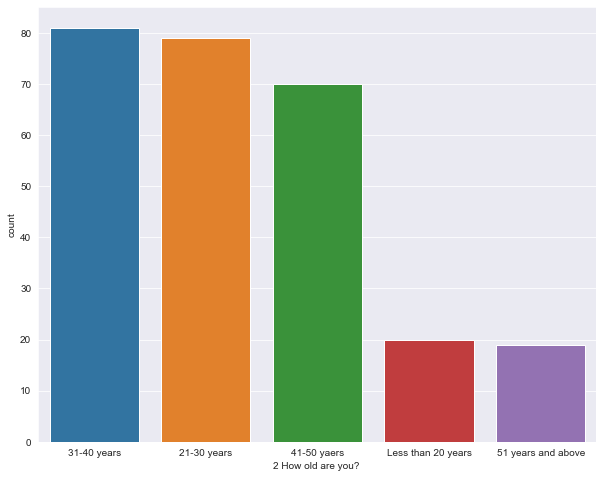 80
70
60
50
40
30
20
10
0
count
31-40 years
21-30 years
41-50 yaers
Less than 20 years
51 years and above
2 How old are you?